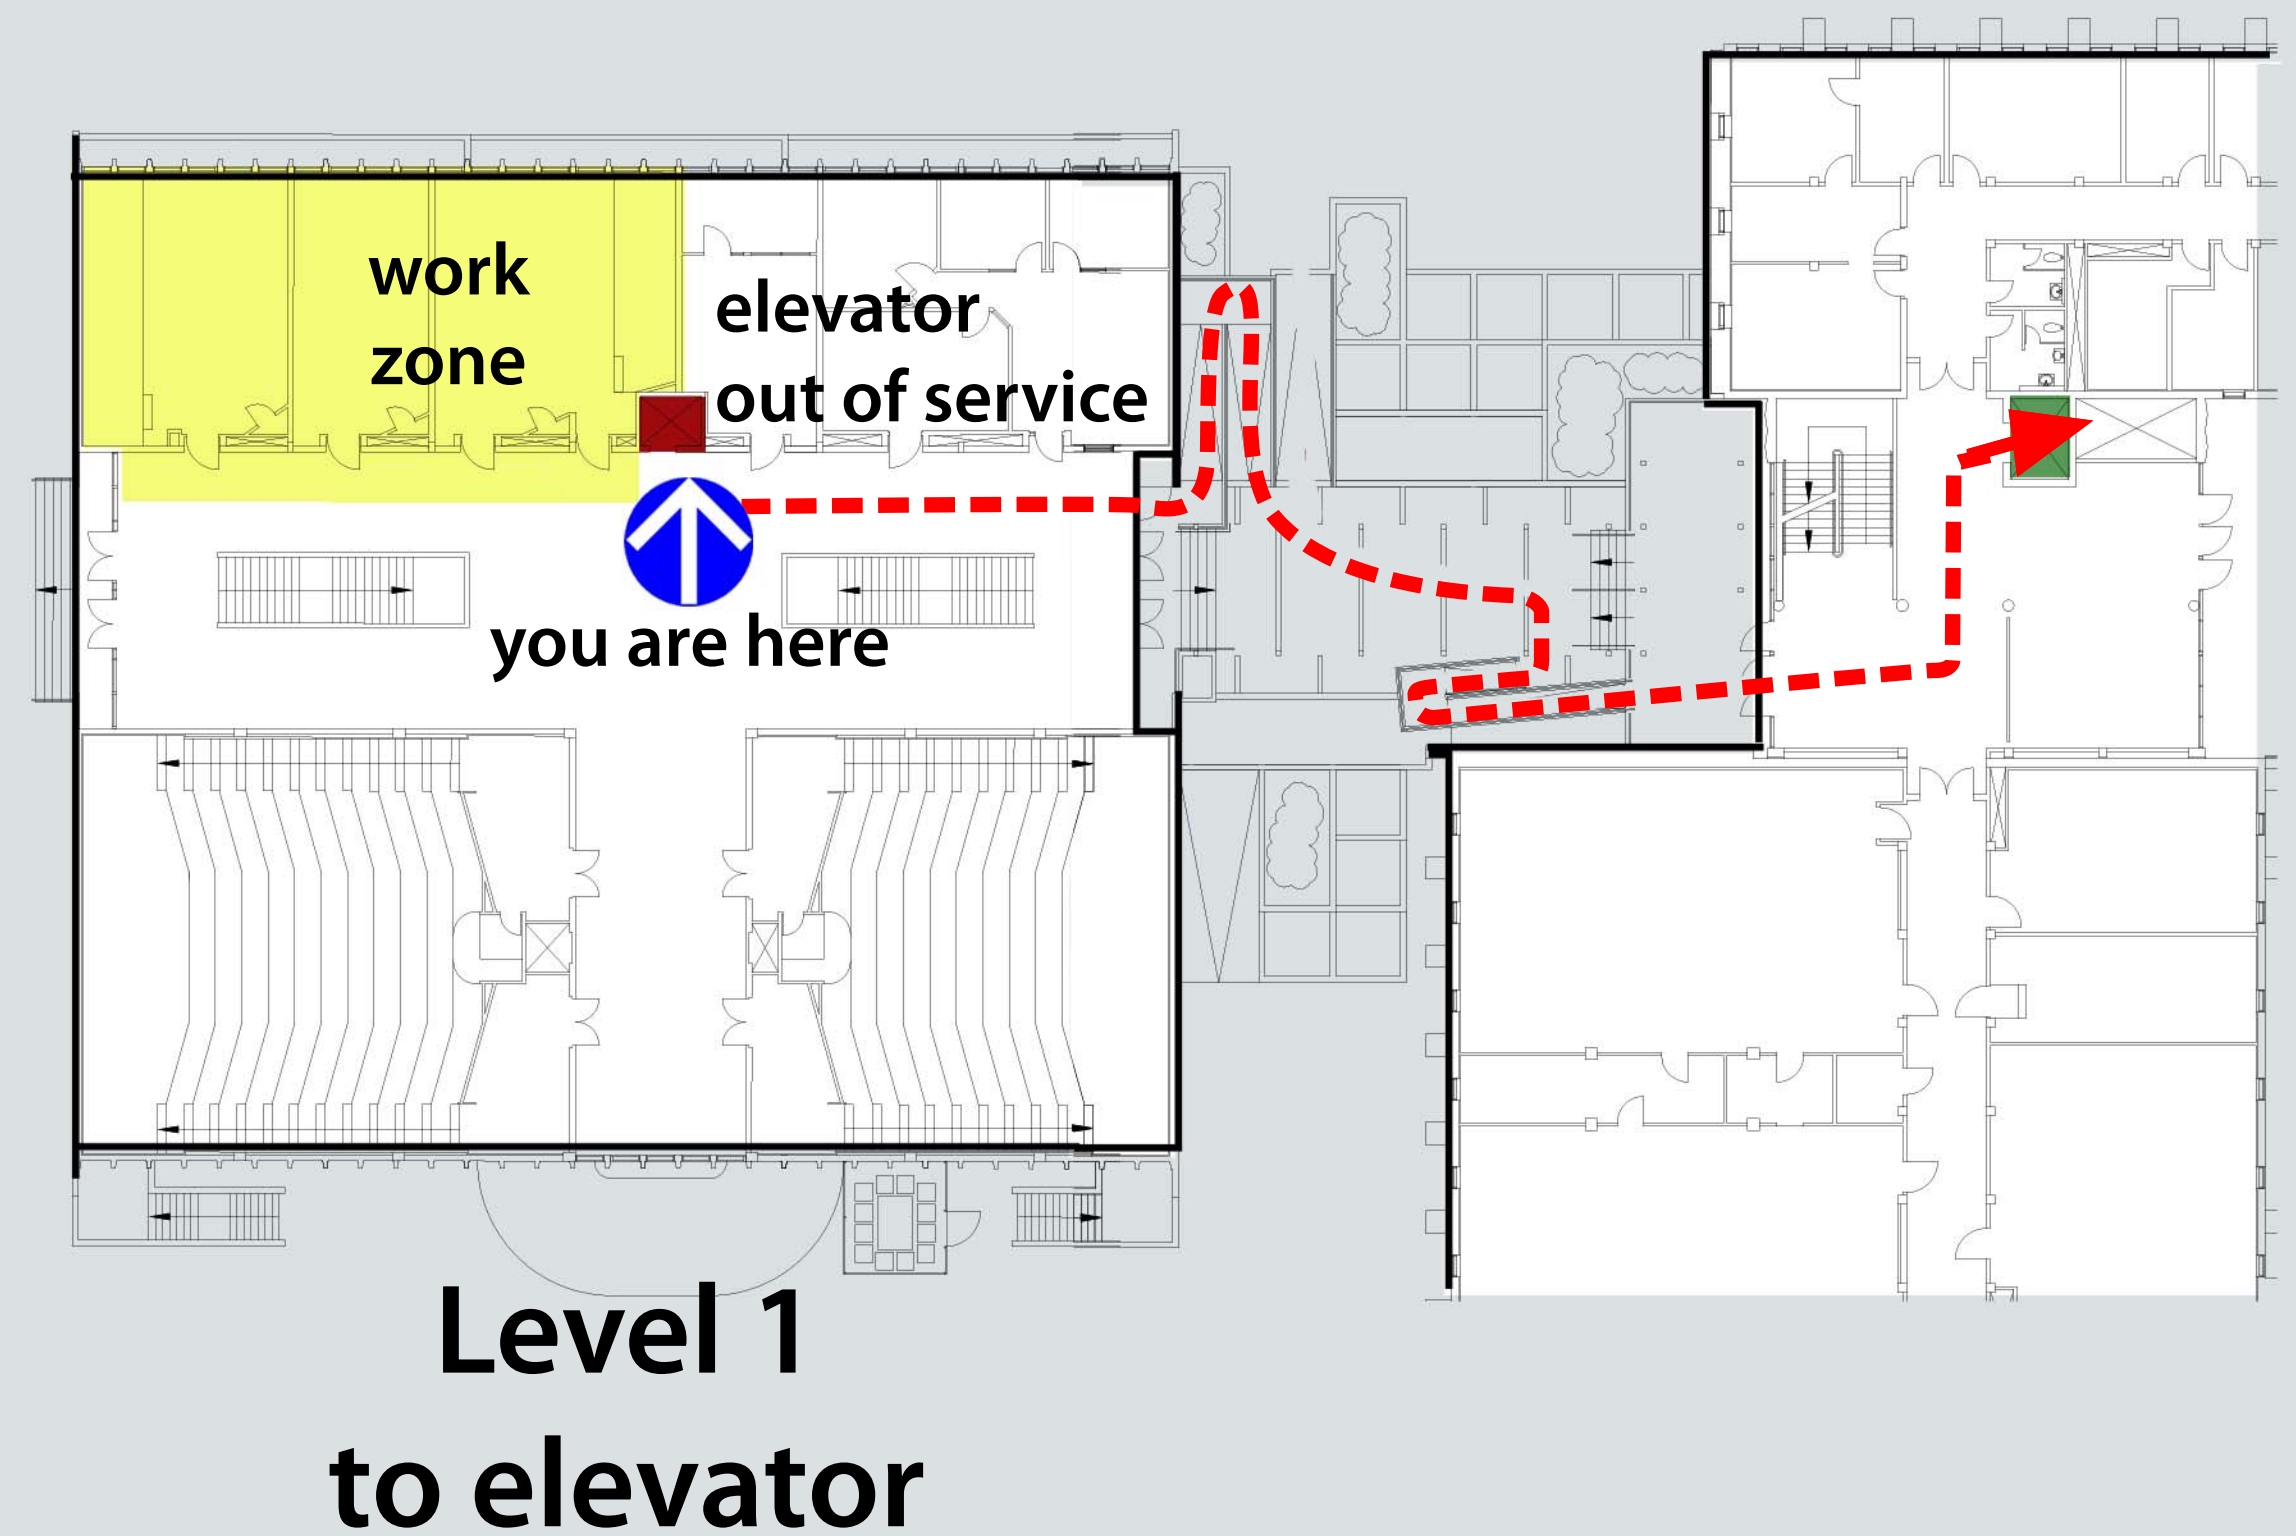 work
zone
elevator
out of service
you are here
Level 1
to elevator